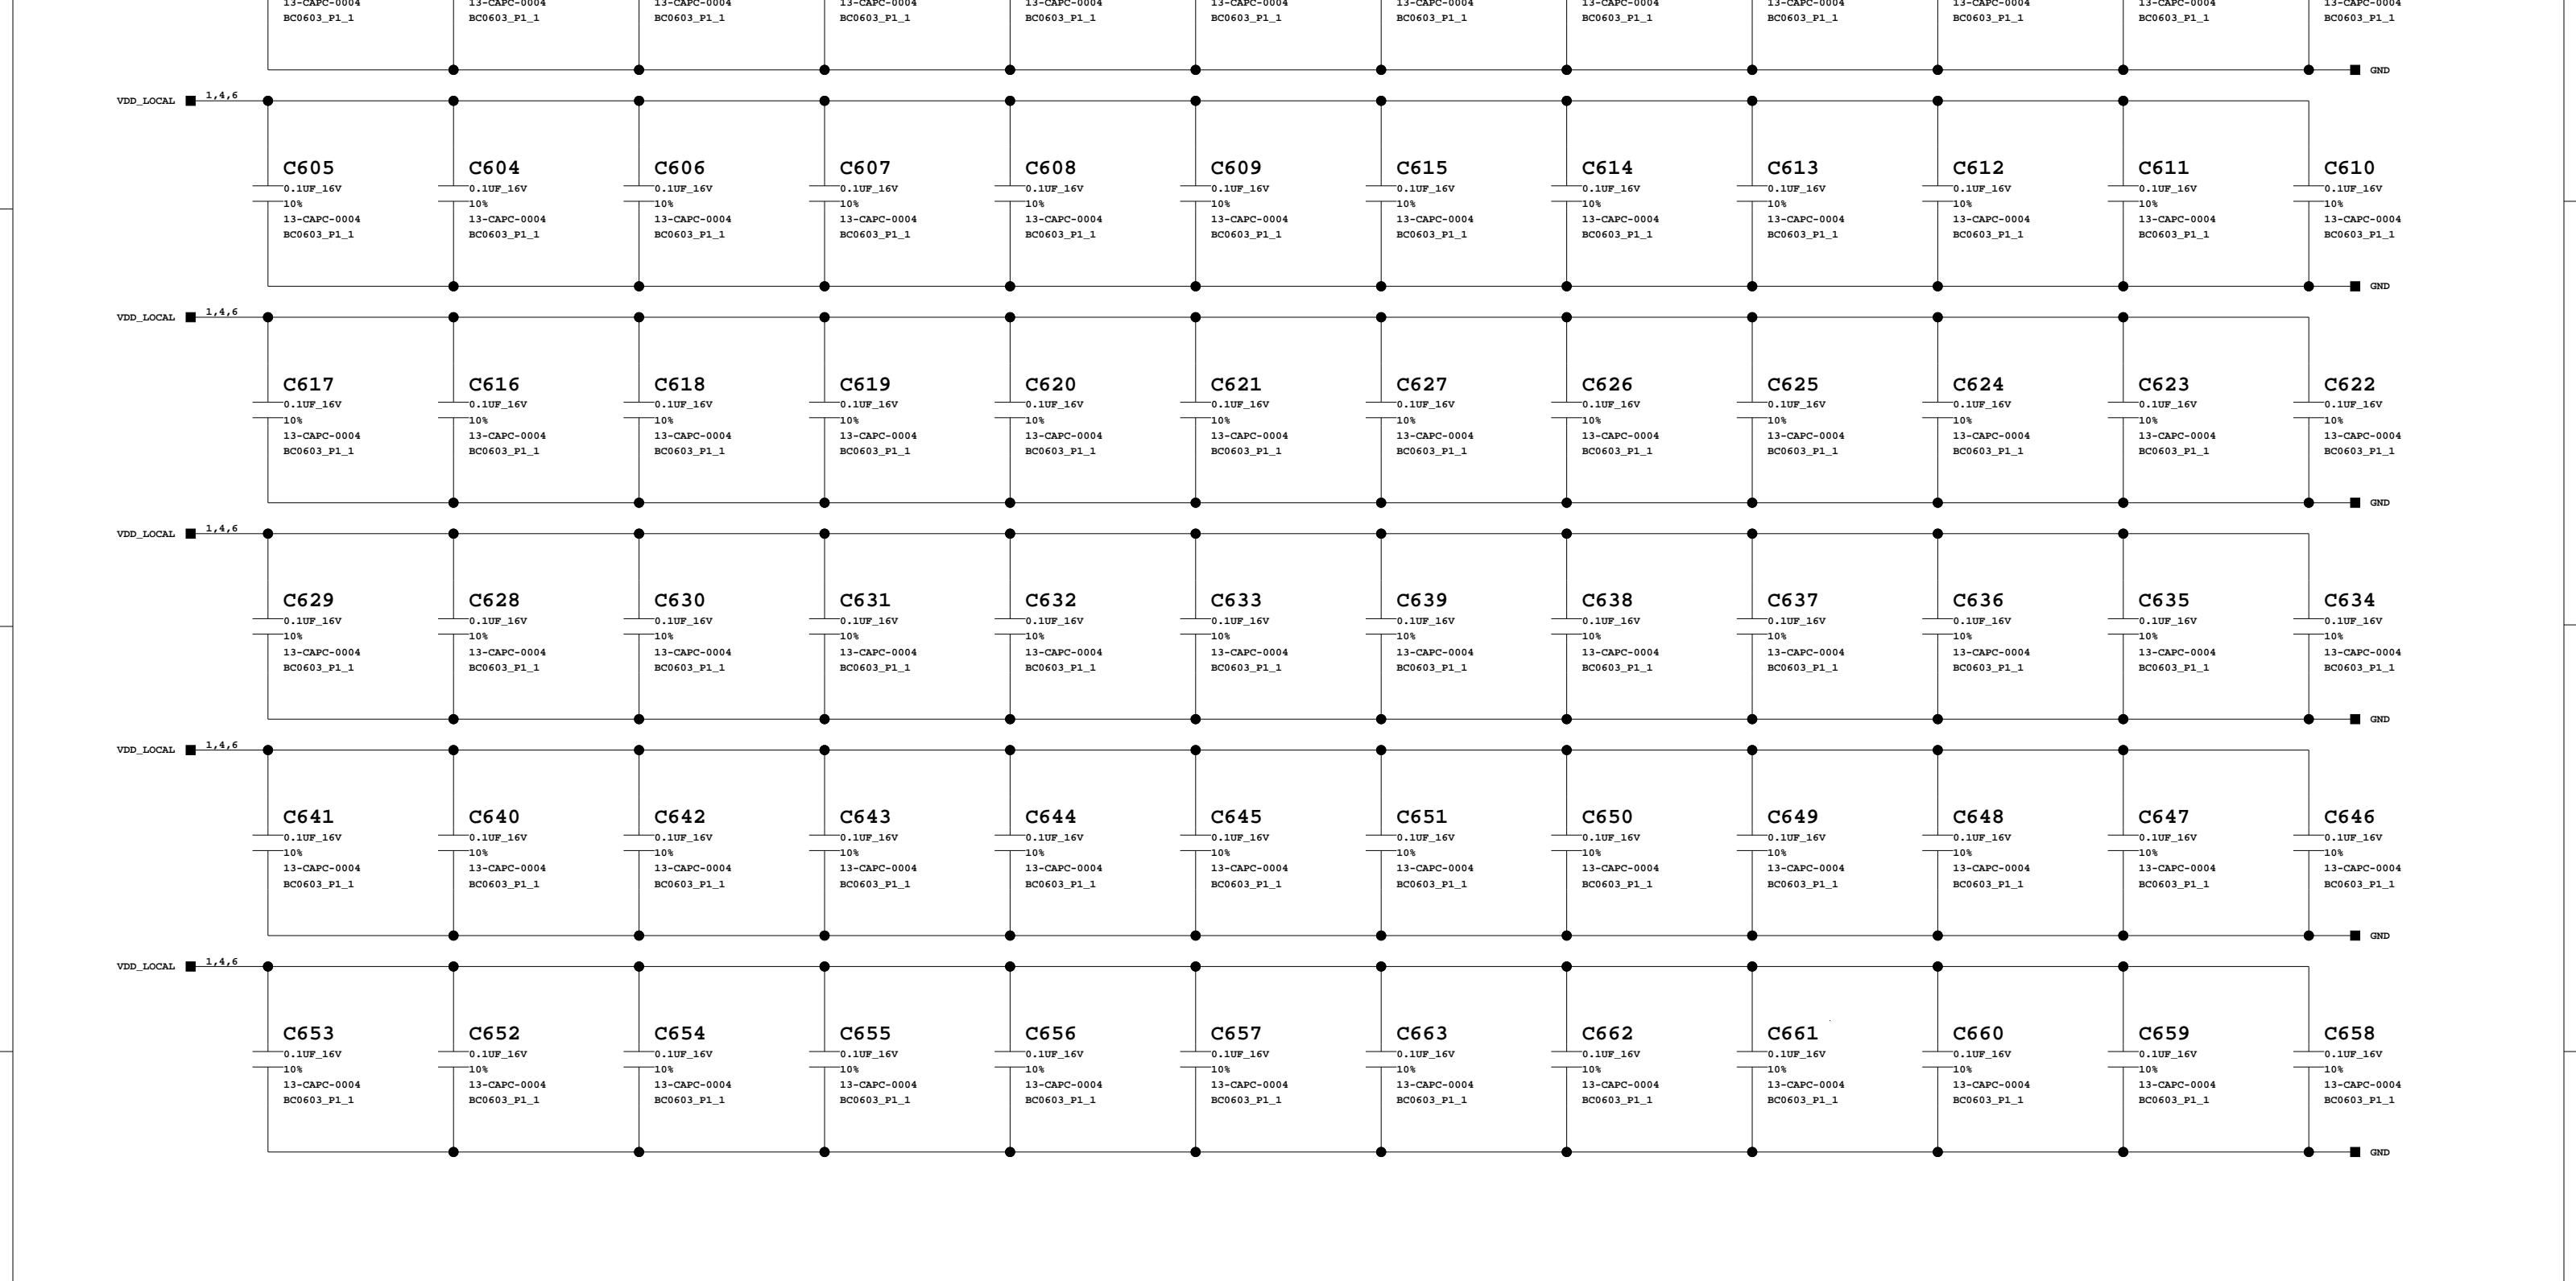 13-CAPC-0004 13-CAPC-0004 13-CAPC-0004 13-CAPC-0004 13-CAPC-0004 13-CAPC-0004 13-CAPC-0004 13-CAPC-0004 13-CAPC-0004 13-CAPC-0004 13-CAPC-0004 13-CAPC-0004
BC0603_P1_1 BC0603_P1_1 BC0603_P1_1 BC0603_P1_1 BC0603_P1_1 BC0603_P1_1 BC0603_P1_1 BC0603_P1_1 BC0603_P1_1 BC0603_P1_1 BC0603_P1_1 BC0603_P1_1
GND
VDD_LOCAL 1,4,6
C605 C604 C606 C607 C608 C609 C615 C614 C613 C612 C611 C610
0.1UF_16V 0.1UF_16V 0.1UF_16V 0.1UF_16V 0.1UF_16V 0.1UF_16V 0.1UF_16V 0.1UF_16V 0.1UF_16V 0.1UF_16V 0.1UF_16V 0.1UF_16V
10% 10% 10% 10% 10% 10% 10% 10% 10% 10% 10% 10%
13-CAPC-0004 13-CAPC-0004 13-CAPC-0004 13-CAPC-0004 13-CAPC-0004 13-CAPC-0004 13-CAPC-0004 13-CAPC-0004 13-CAPC-0004 13-CAPC-0004 13-CAPC-0004 13-CAPC-0004
BC0603_P1_1 BC0603_P1_1 BC0603_P1_1 BC0603_P1_1 BC0603_P1_1 BC0603_P1_1 BC0603_P1_1 BC0603_P1_1 BC0603_P1_1 BC0603_P1_1 BC0603_P1_1 BC0603_P1_1
GND
VDD_LOCAL 1,4,6
C617 C616 C618 C619 C620 C621 C627 C626 C625 C624 C623 C622
0.1UF_16V 0.1UF_16V 0.1UF_16V 0.1UF_16V 0.1UF_16V 0.1UF_16V 0.1UF_16V 0.1UF_16V 0.1UF_16V 0.1UF_16V 0.1UF_16V 0.1UF_16V
10% 10% 10% 10% 10% 10% 10% 10% 10% 10% 10% 10%
13-CAPC-0004 13-CAPC-0004 13-CAPC-0004 13-CAPC-0004 13-CAPC-0004 13-CAPC-0004 13-CAPC-0004 13-CAPC-0004 13-CAPC-0004 13-CAPC-0004 13-CAPC-0004 13-CAPC-0004
BC0603_P1_1 BC0603_P1_1 BC0603_P1_1 BC0603_P1_1 BC0603_P1_1 BC0603_P1_1 BC0603_P1_1 BC0603_P1_1 BC0603_P1_1 BC0603_P1_1 BC0603_P1_1 BC0603_P1_1
GND
VDD_LOCAL 1,4,6
C629 C628 C630 C631 C632 C633 C639 C638 C637 C636 C635 C634
0.1UF_16V 0.1UF_16V 0.1UF_16V 0.1UF_16V 0.1UF_16V 0.1UF_16V 0.1UF_16V 0.1UF_16V 0.1UF_16V 0.1UF_16V 0.1UF_16V 0.1UF_16V
10% 10% 10% 10% 10% 10% 10% 10% 10% 10% 10% 10%
13-CAPC-0004 13-CAPC-0004 13-CAPC-0004 13-CAPC-0004 13-CAPC-0004 13-CAPC-0004 13-CAPC-0004 13-CAPC-0004 13-CAPC-0004 13-CAPC-0004 13-CAPC-0004 13-CAPC-0004
BC0603_P1_1 BC0603_P1_1 BC0603_P1_1 BC0603_P1_1 BC0603_P1_1 BC0603_P1_1 BC0603_P1_1 BC0603_P1_1 BC0603_P1_1 BC0603_P1_1 BC0603_P1_1 BC0603_P1_1
GND
VDD_LOCAL 1,4,6
C641 C640 C642 C643 C644 C645 C651 C650 C649 C648 C647 C646
0.1UF_16V 0.1UF_16V 0.1UF_16V 0.1UF_16V 0.1UF_16V 0.1UF_16V 0.1UF_16V 0.1UF_16V 0.1UF_16V 0.1UF_16V 0.1UF_16V 0.1UF_16V
10% 10% 10% 10% 10% 10% 10% 10% 10% 10% 10% 10%
13-CAPC-0004 13-CAPC-0004 13-CAPC-0004 13-CAPC-0004 13-CAPC-0004 13-CAPC-0004 13-CAPC-0004 13-CAPC-0004 13-CAPC-0004 13-CAPC-0004 13-CAPC-0004 13-CAPC-0004
BC0603_P1_1 BC0603_P1_1 BC0603_P1_1 BC0603_P1_1 BC0603_P1_1 BC0603_P1_1 BC0603_P1_1 BC0603_P1_1 BC0603_P1_1 BC0603_P1_1 BC0603_P1_1 BC0603_P1_1
GND
VDD_LOCAL 1,4,6
C653 C652 C654 C655 C656 C657 C663 C662 C661 C660 C659 C658
0.1UF_16V 0.1UF_16V 0.1UF_16V 0.1UF_16V 0.1UF_16V 0.1UF_16V 0.1UF_16V 0.1UF_16V 0.1UF_16V 0.1UF_16V 0.1UF_16V 0.1UF_16V
10% 10% 10% 10% 10% 10% 10% 10% 10% 10% 10% 10%
13-CAPC-0004 13-CAPC-0004 13-CAPC-0004 13-CAPC-0004 13-CAPC-0004 13-CAPC-0004 13-CAPC-0004 13-CAPC-0004 13-CAPC-0004 13-CAPC-0004 13-CAPC-0004 13-CAPC-0004
BC0603_P1_1 BC0603_P1_1 BC0603_P1_1 BC0603_P1_1 BC0603_P1_1 BC0603_P1_1 BC0603_P1_1 BC0603_P1_1 BC0603_P1_1 BC0603_P1_1 BC0603_P1_1 BC0603_P1_1
GND